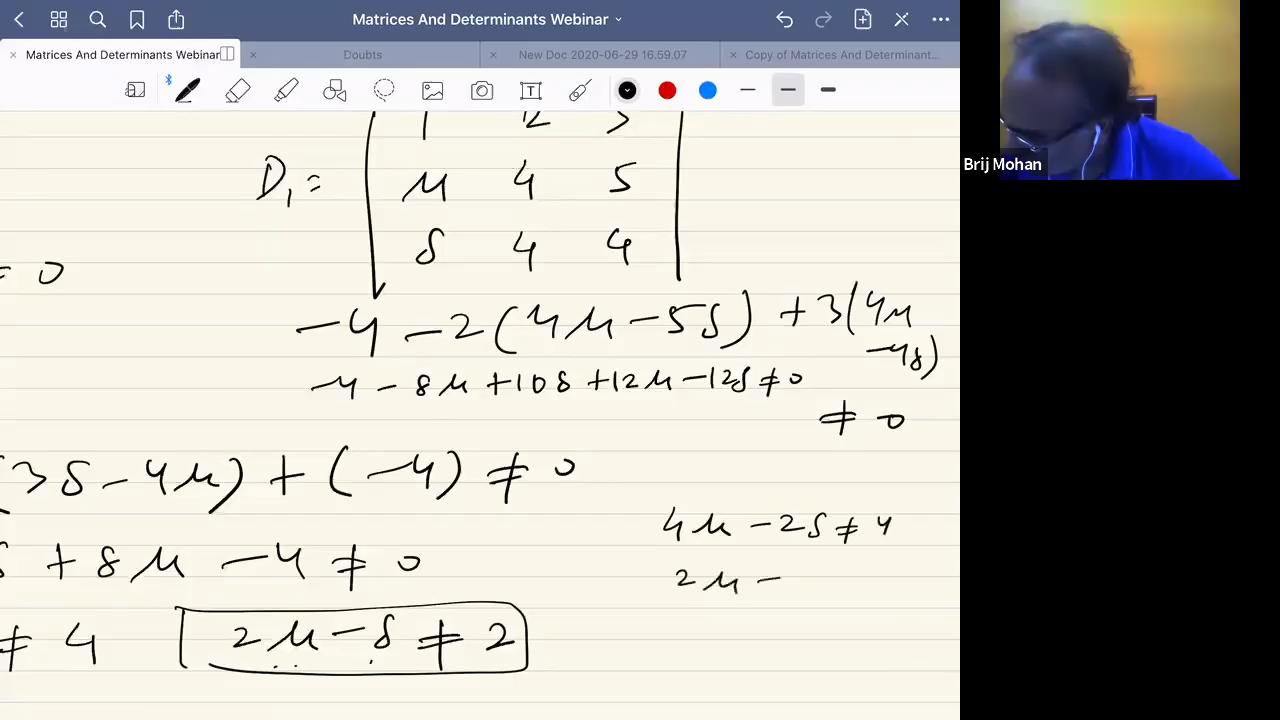 Matrices And Determinants Webinar
Matrices And Determinants Webinar
Doubts
New Doc 2020-06-29 16.59.07
Copy of Matrices And Determinant...
Brij Mohan
D₁ =
μ 4 5
δ 4 4
= 0
-4 - 2(4μ - 5δ) + 3(4μ
-4δ)
-4 - 8μ + 10δ + 12μ - 12δ ≠ 0
≠ 0
(3δ - 4μ) + (-4) ≠ 0
4μ - 2δ ≠ 4
δ + 8μ - 4 ≠ 0
2μ -
≠ 4 2μ - δ ≠ 2